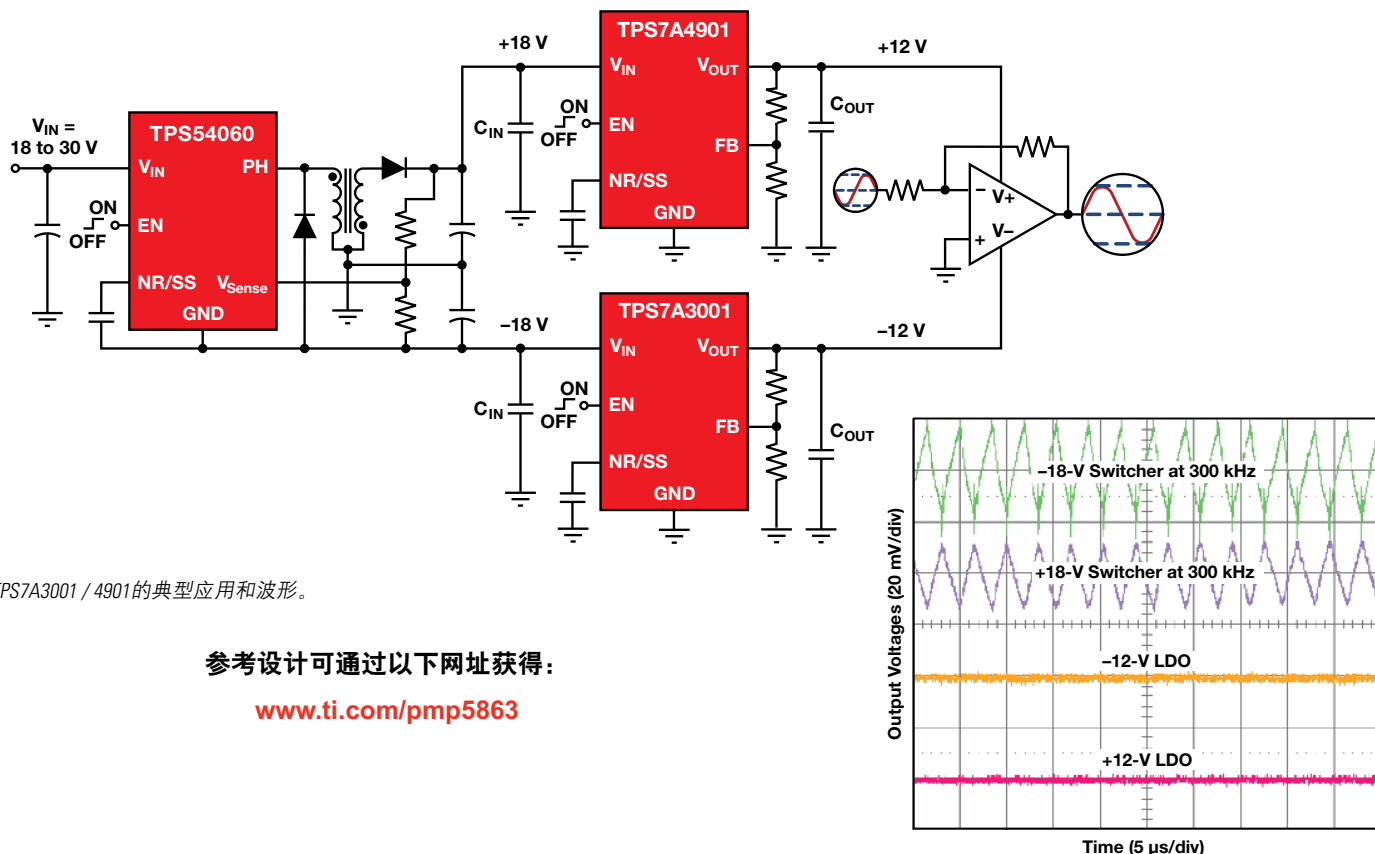 TPS54060
V_IN =
18 to 30 V
V_IN
PH
ON
OFF
EN
NR/SS
V_Sense
GND
+18 V
C_IN
TPS7A4901
V_IN
V_OUT
ON
OFF
EN
FB
NR/SS
GND
+12 V
C_OUT
−
V+
V−
+
−18 V
C_IN
TPS7A3001
V_IN
V_OUT
ON
OFF
EN
FB
NR/SS
GND
−12 V
C_OUT
Output Voltages (20 mV/div)
−18-V Switcher at 300 kHz
+18-V Switcher at 300 kHz
−12-V LDO
+12-V LDO
Time (5 µs/div)
TPS7A3001 / 4901的典型应用和波形。
参考设计可通过以下网址获得：
www.ti.com/pmp5863